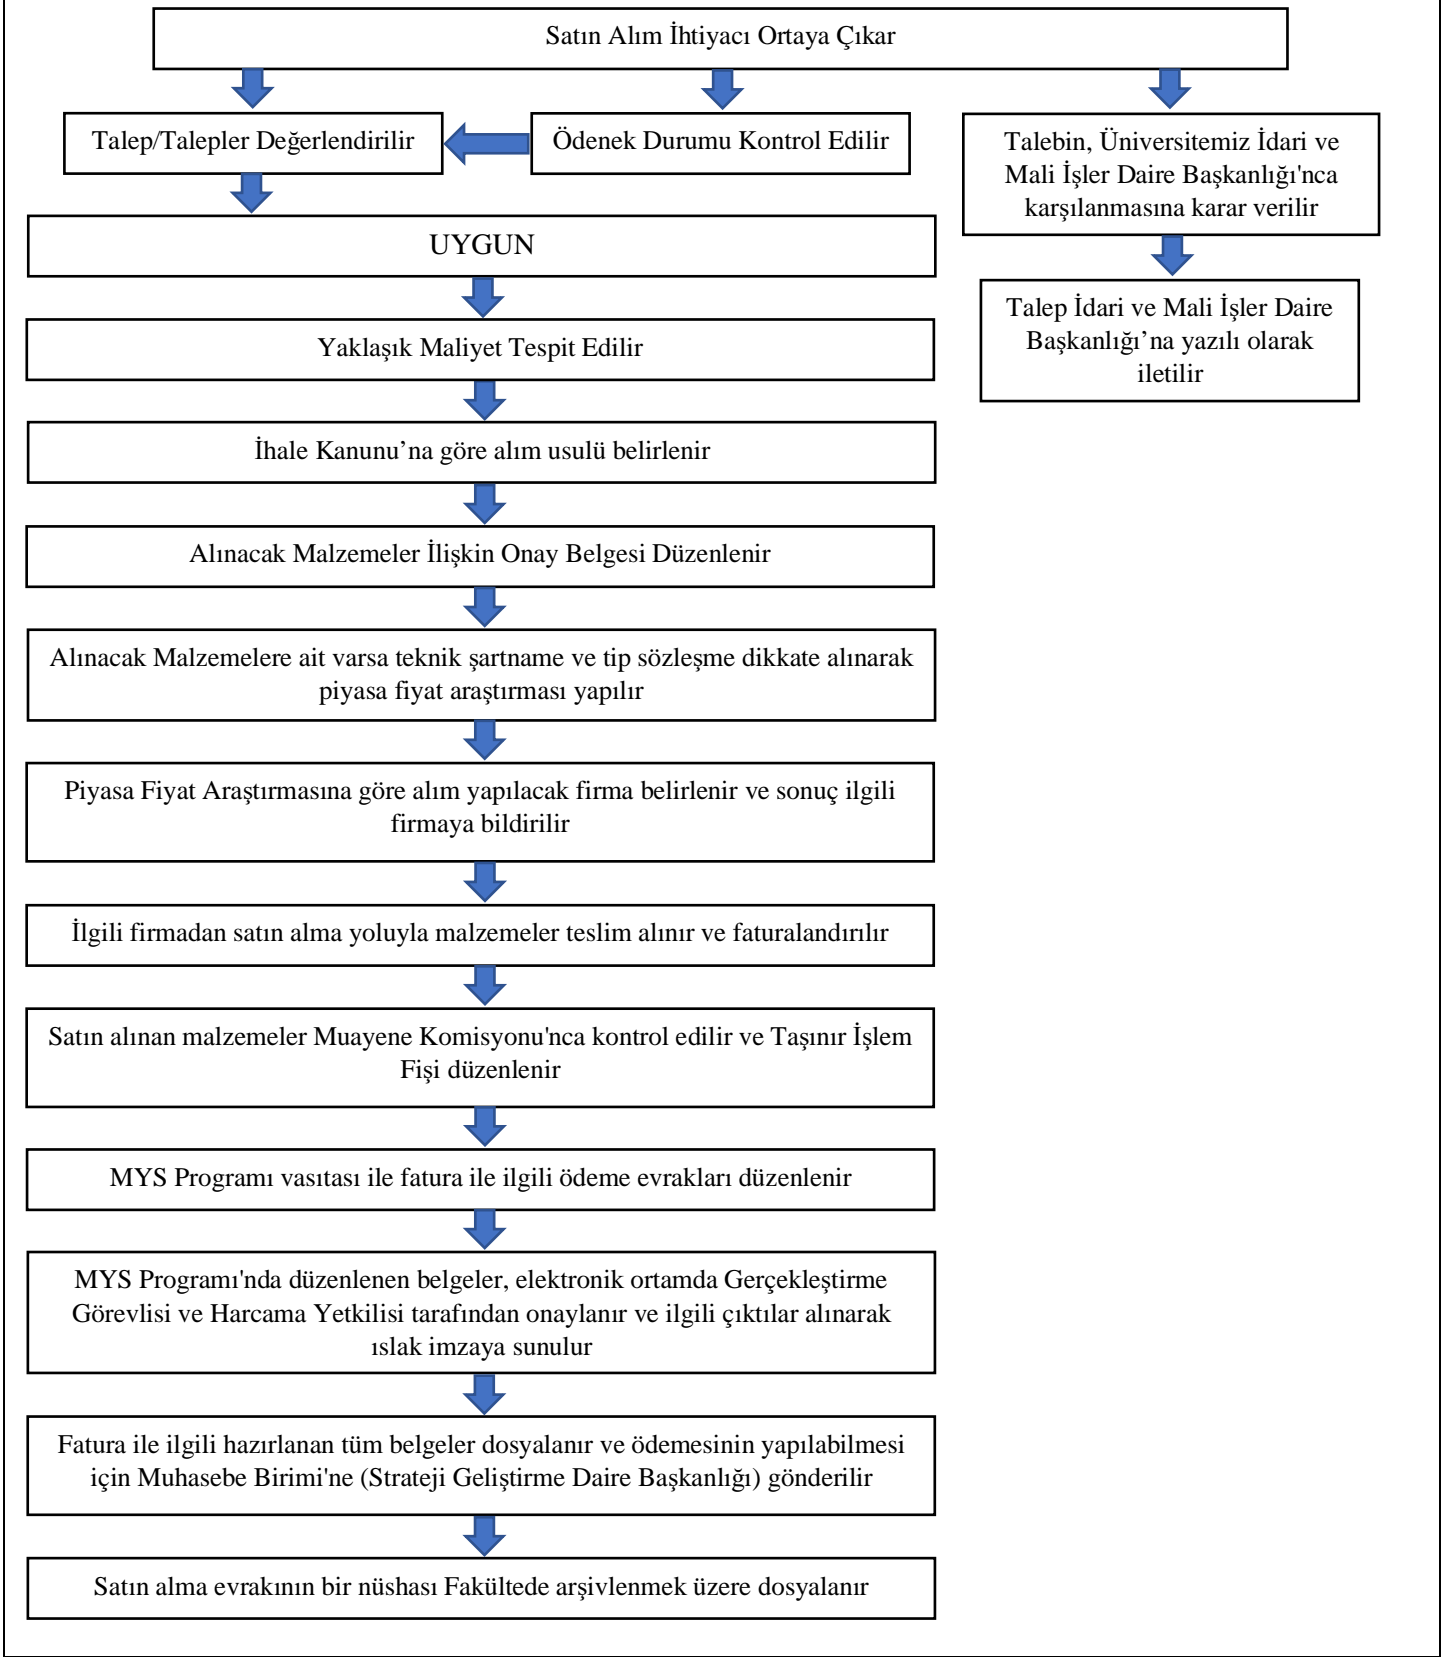 Satın Alım İhtiyacı Ortaya Çıkar
Talep/Talepler Değerlendirilir
Ödenek Durumu Kontrol Edilir
Talebin, Üniversitemiz İdari ve
Mali İşler Daire Başkanlığı'nca
karşılanmasına karar verilir
UYGUN
Talep İdari ve Mali İşler Daire
Başkanlığı’na yazılı olarak
iletilir
Yaklaşık Maliyet Tespit Edilir
İhale Kanunu’na göre alım usulü belirlenir
Alınacak Malzemeler İlişkin Onay Belgesi Düzenlenir
Alınacak Malzemelere ait varsa teknik şartname ve tip sözleşme dikkate alınarak
piyasa fiyat araştırması yapılır
Piyasa Fiyat Araştırmasına göre alım yapılacak firma belirlenir ve sonuç ilgili
firmaya bildirilir
İlgili firmadan satın alma yoluyla malzemeler teslim alınır ve faturalandırılır
Satın alınan malzemeler Muayene Komisyonu'nca kontrol edilir ve Taşınır İşlem
Fişi düzenlenir
MYS Programı vasıtası ile fatura ile ilgili ödeme evrakları düzenlenir
MYS Programı'nda düzenlenen belgeler, elektronik ortamda Gerçekleştirme
Görevlisi ve Harcama Yetkilisi tarafından onaylanır ve ilgili çıktılar alınarak
ıslak imzaya sunulur
Fatura ile ilgili hazırlanan tüm belgeler dosyalanır ve ödemesinin yapılabilmesi
için Muhasebe Birimi'ne (Strateji Geliştirme Daire Başkanlığı) gönderilir
Satın alma evrakının bir nüshası Fakültede arşivlenmek üzere dosyalanır